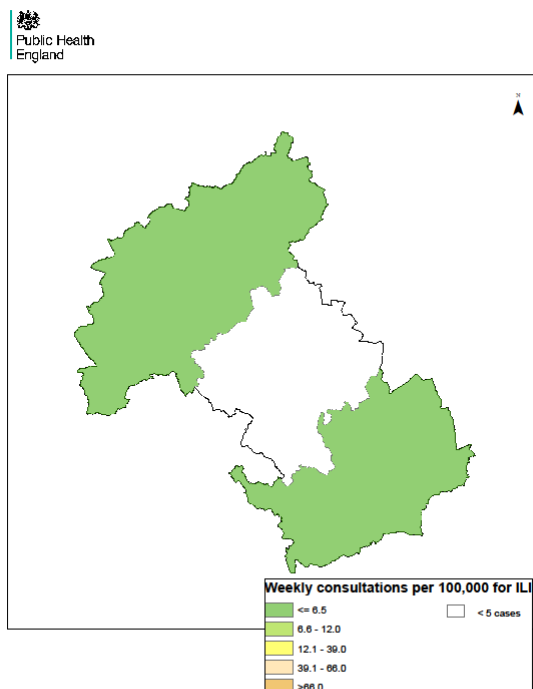 Public Health
England
N
Weekly consultations per 100,000 for ILI
<= 6.5
< 5 cases
6.6 - 12.0
12.1 - 39.0
39.1 - 66.0
>66.0